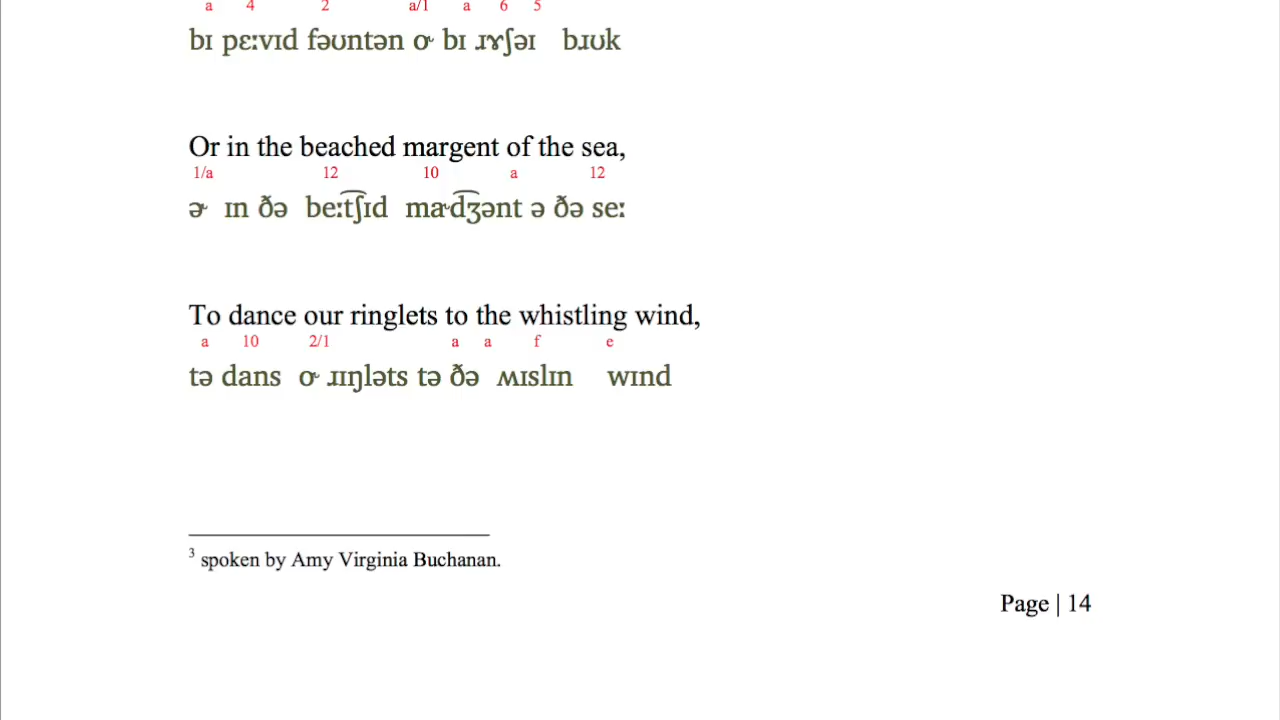 a 4 2 a/1 a 6 5
bɪ pɛːvɪd fəʊntən ɚ bɪ ɹɤʃəɪ bɹʊk
Or in the beached margent of the sea,
1/a 12 10 a 12
ɚ ɪn ðə beːt͡ʃɪd ma˞d͡ʒənt ə ðə seː
To dance our ringlets to the whistling wind,
a 10 2/1 a a f e
tə dans ɚ ɹɪŋləts tə ðə ʍɪslɪn wɪnd
3 spoken by Amy Virginia Buchanan.
Page | 14